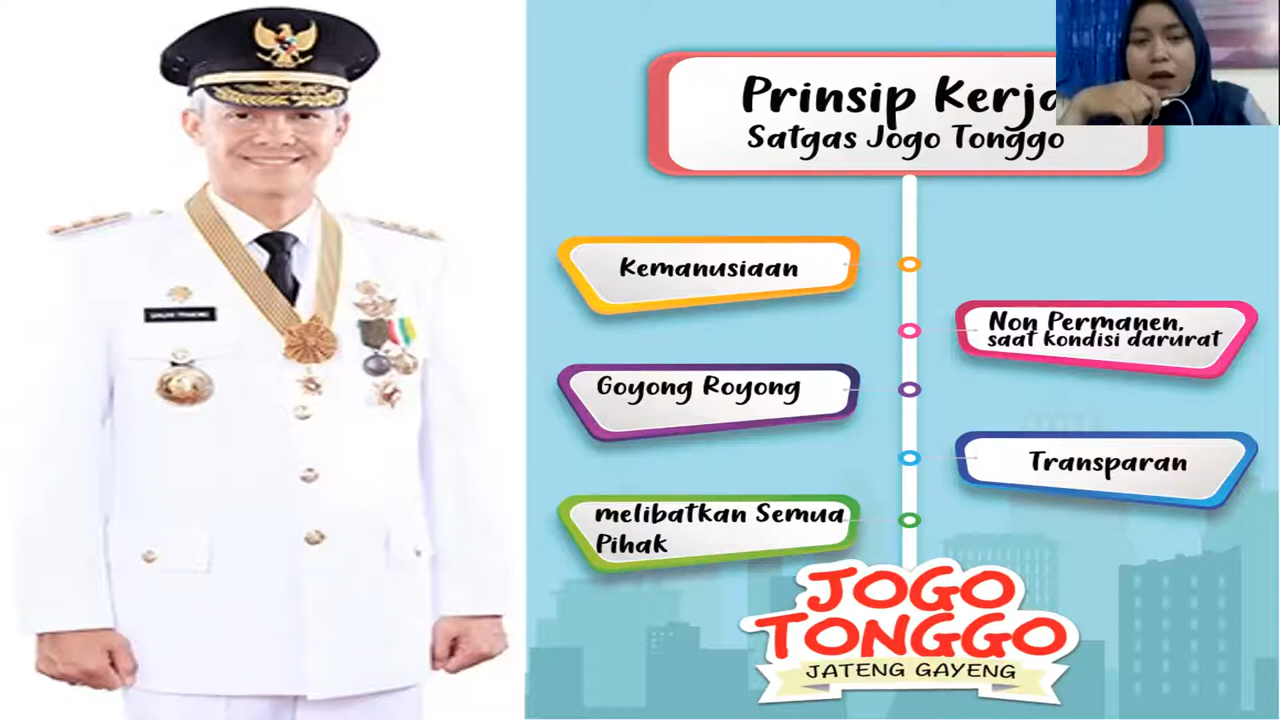 Prinsip Kerja
Satgas Jogo Tonggo
Kemanusiaan
Non Permanen,
saat kondisi darurat
Goyong Royong
Transparan
melibatkan Semua
Pihak
JOGO
TONGGO
JATENG GAYENG